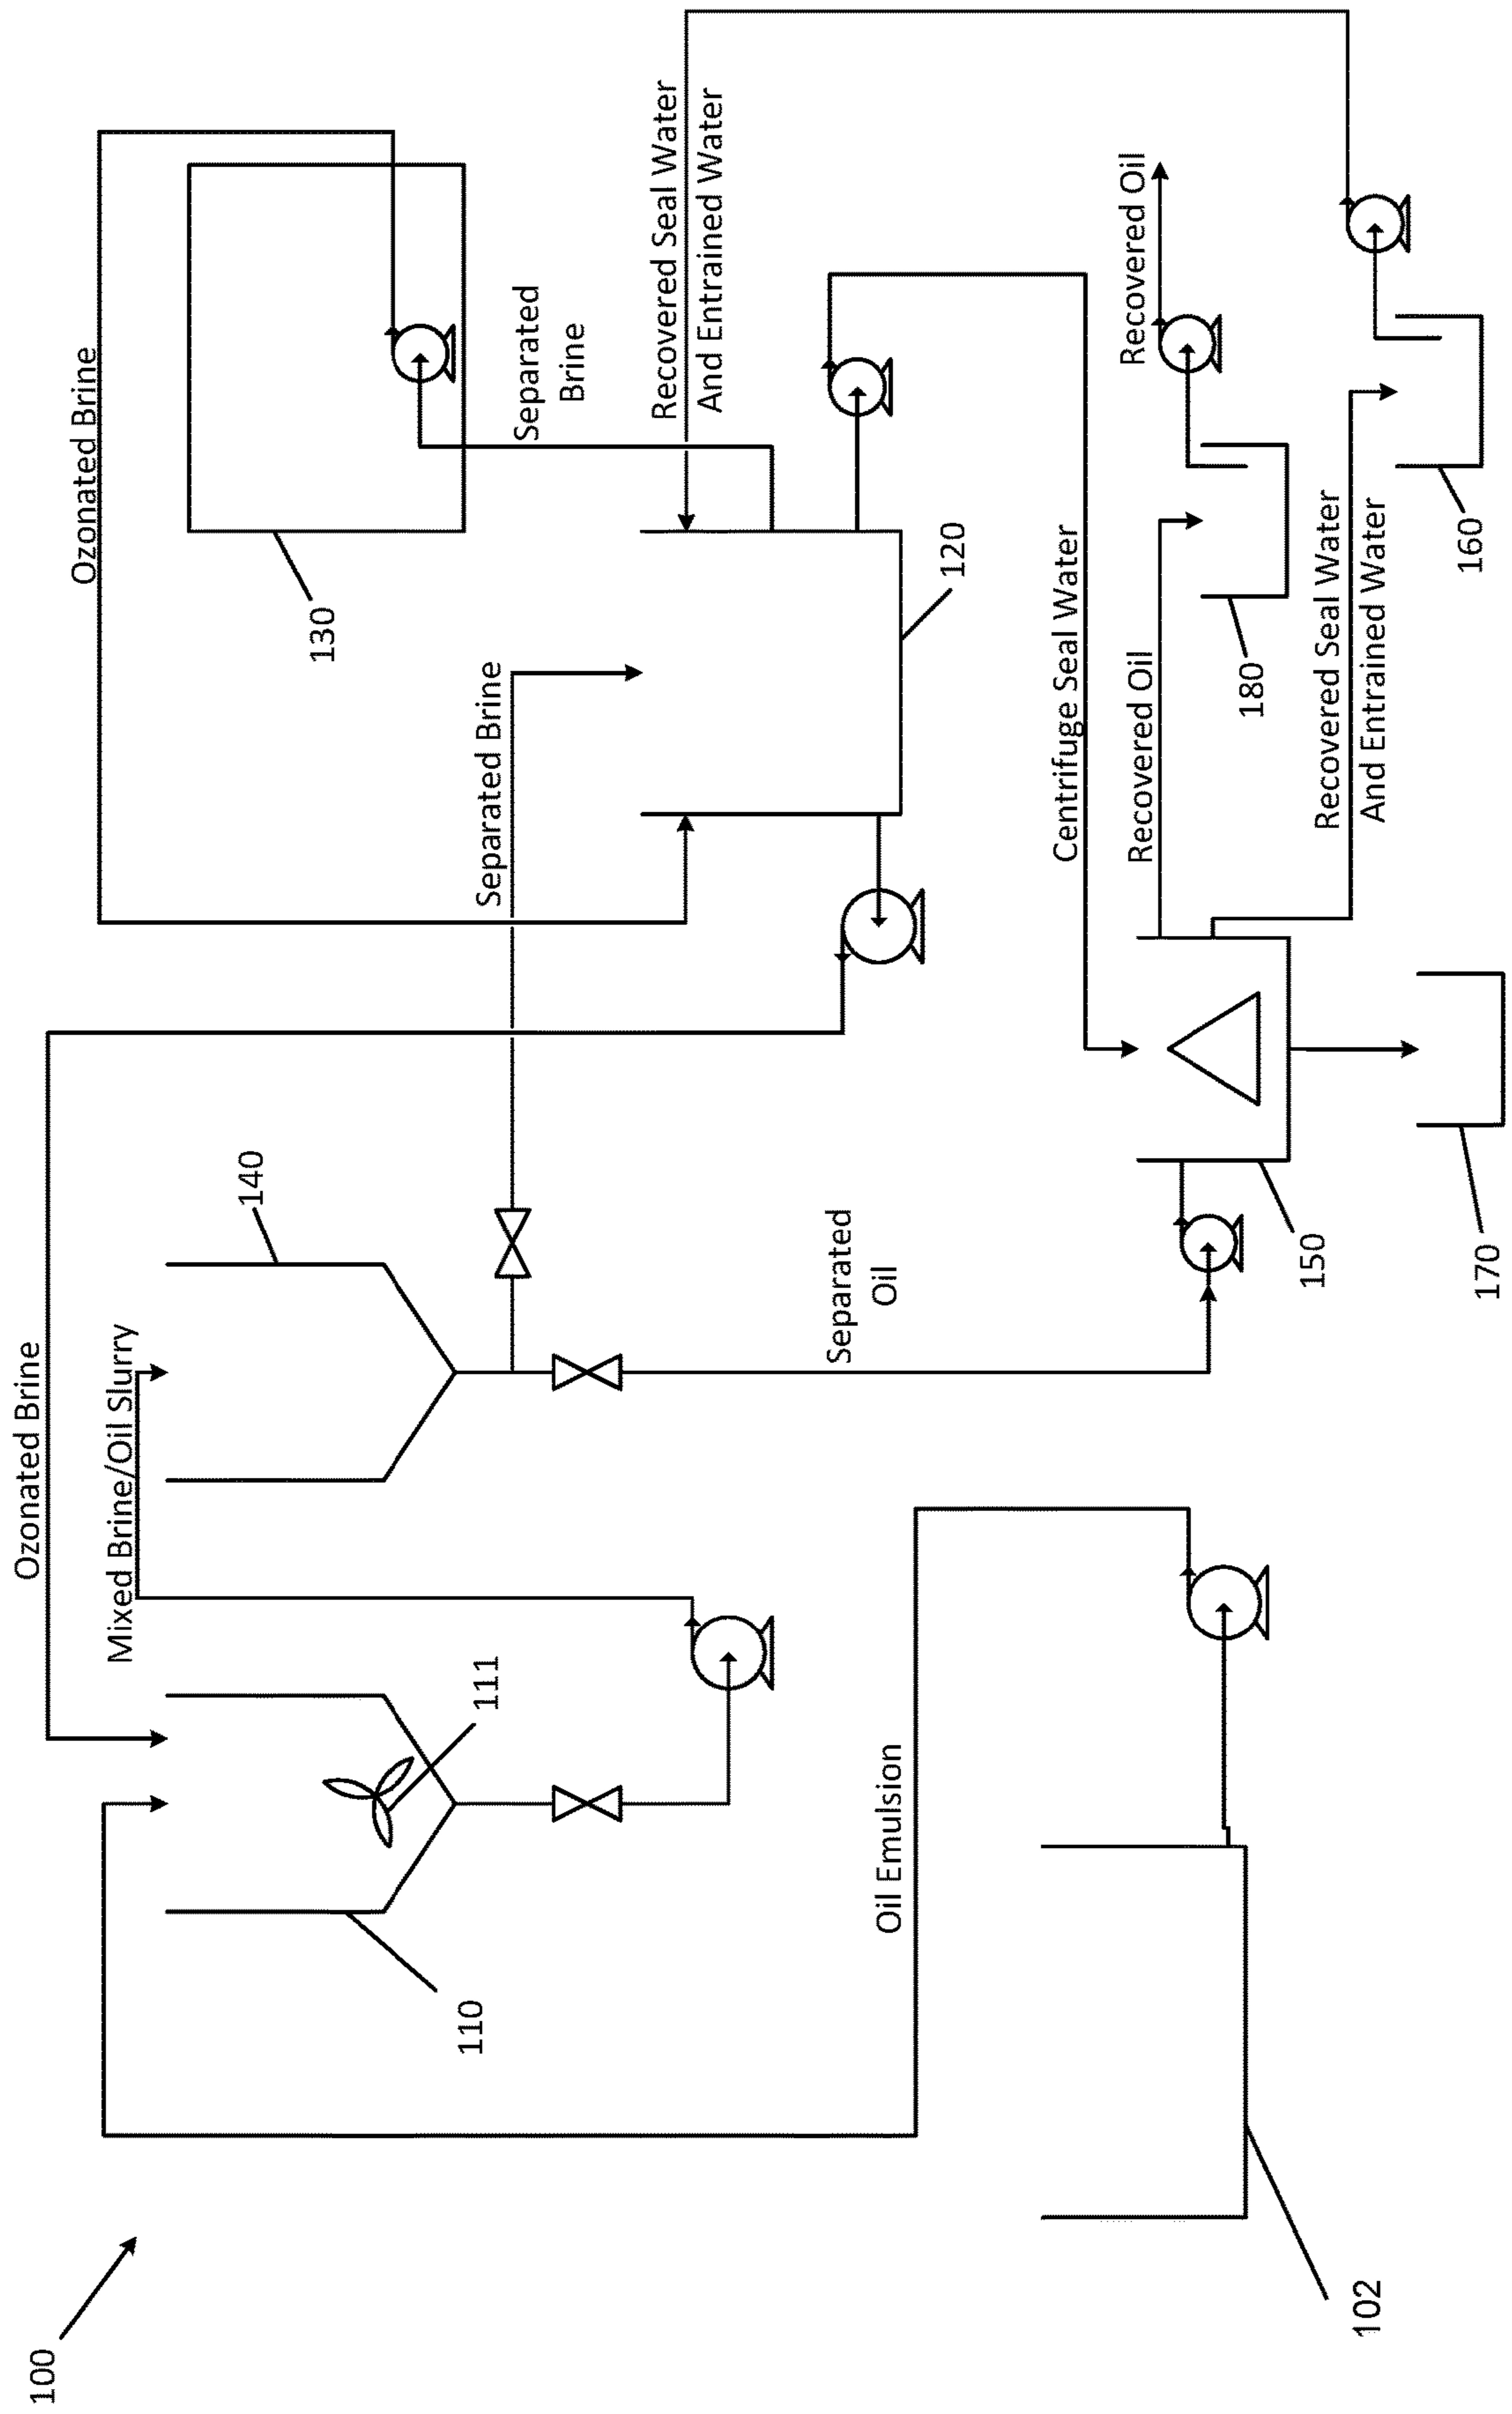 100
Ozonated Brine
Mixed Brine/Oil Slurry
110
111
140
Ozonated Brine
130
Separated Brine
Separated
Brine
Recovered Seal Water
And Entrained Water
120
Oil Emulsion
102
Separated
Oil
Centrifuge Seal Water
Recovered Oil
Recovered Oil
180
Recovered Seal Water
And Entrained Water
160
150
170